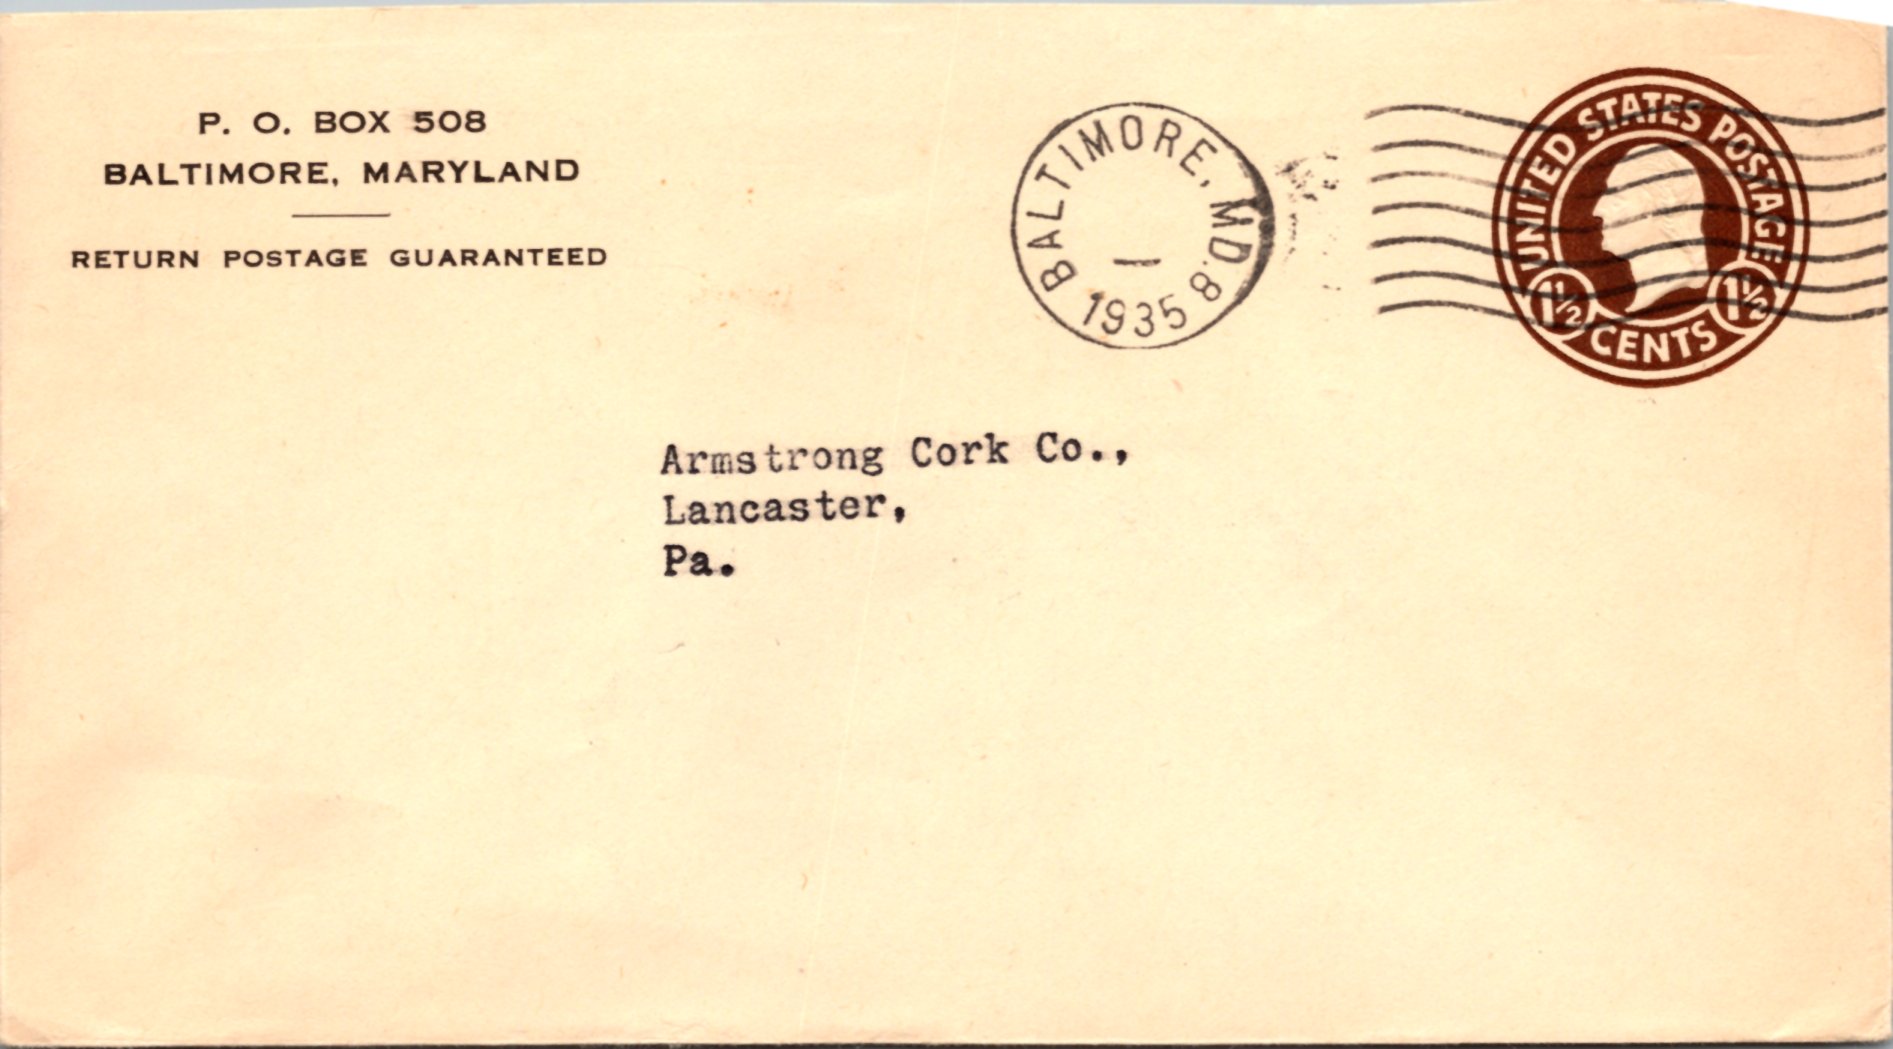 P. O. BOX 508
BALTIMORE, MARYLAND
RETURN POSTAGE GUARANTEED
BALTIMORE, MD. 8
1935
UNITED STATES POSTAGE
1½ CENTS 1½
Armstrong Cork Co.,
Lancaster,
Pa.